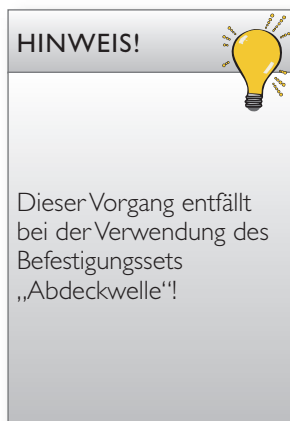 HINWEIS!
Dieser Vorgang entfällt
bei der Verwendung des
Befestigungssets
„Abdeckwelle“!